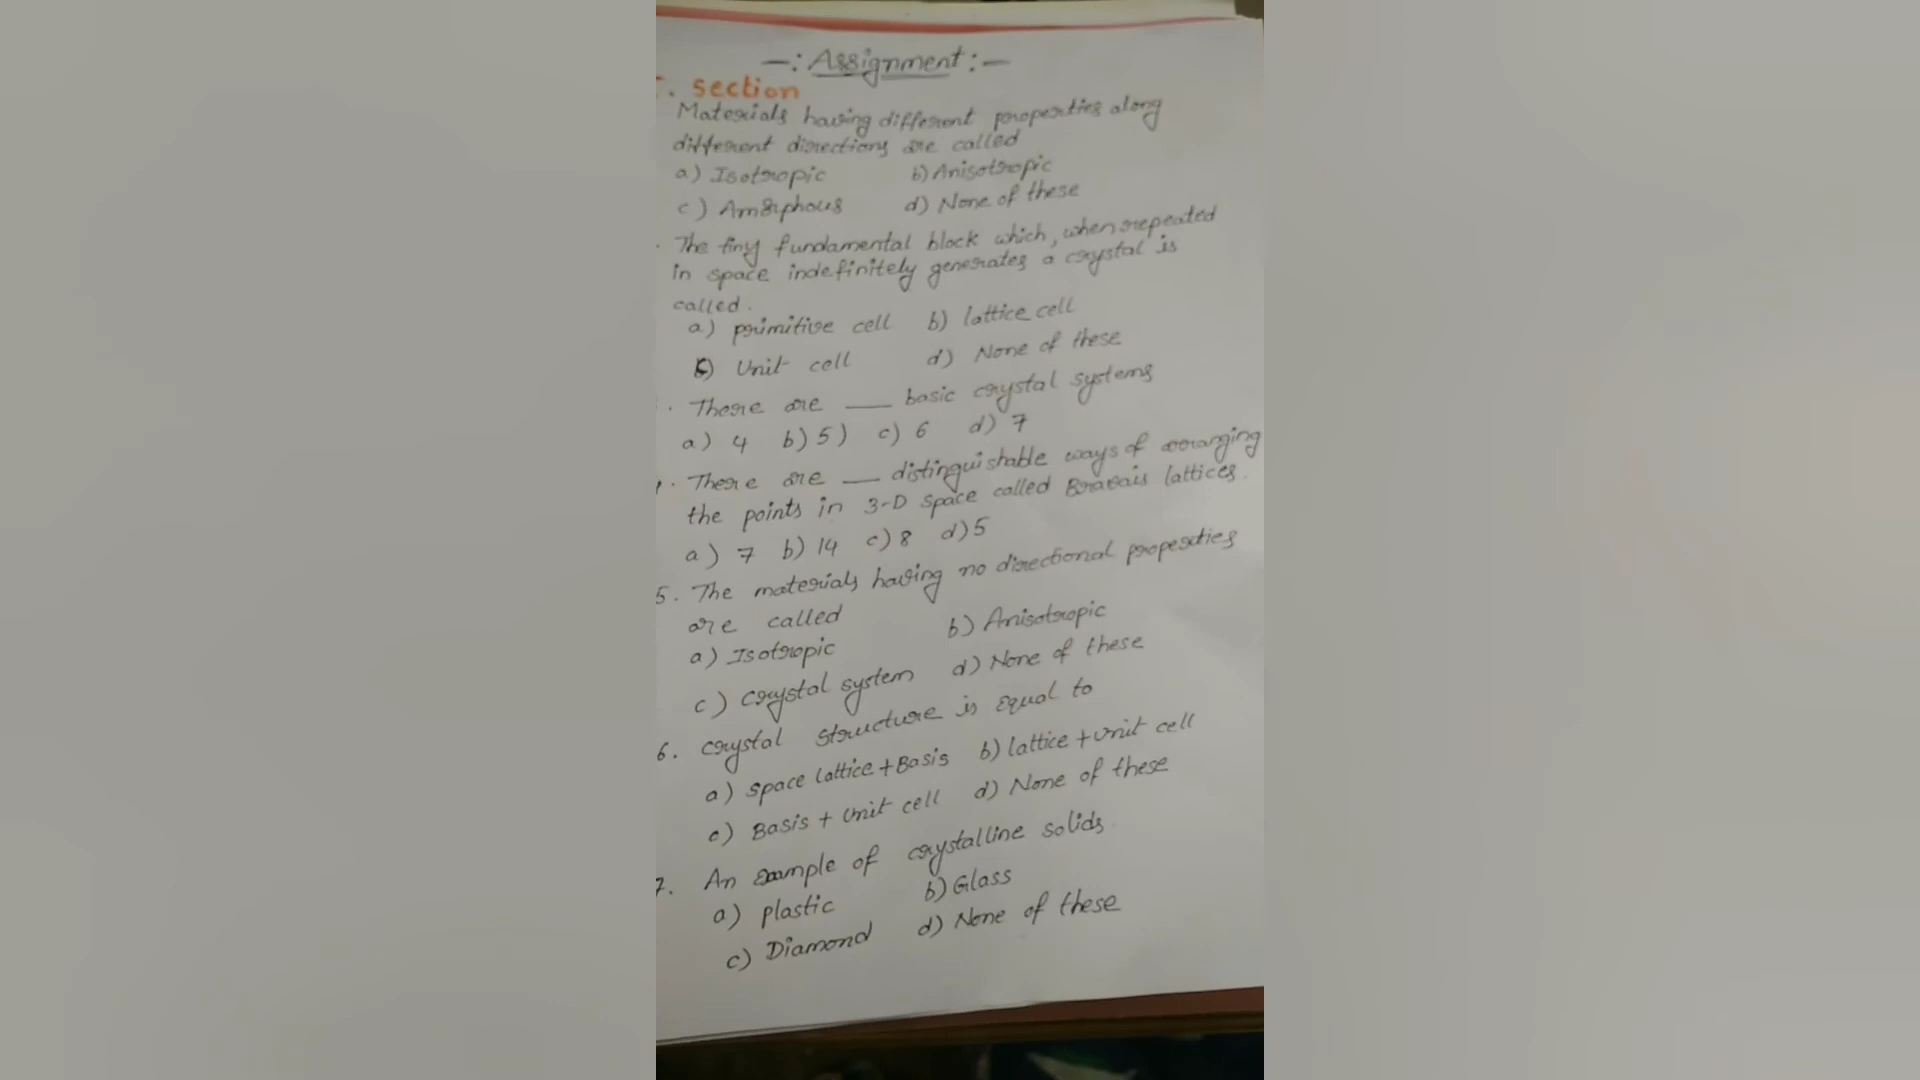 -: Assignment :-
. section
Materials having different properties along
different directions are called
a) Isotropic b) Anisotropic
c) Amorphous d) None of these
. The tiny fundamental block which, when repeated
in space indefinitely generates a crystal is
called.
a) primitive cell b) lattice cell
c) Unit cell d) None of these
. There are ___ basic crystal systems
a) 4 b) 5) c) 6 d) 7
. There are ___ distinguishable ways of arranging
the points in 3-D space called Bravais lattices.
a) 7 b) 14 c) 8 d) 5
5. The materials having no directional properties
are called
a) Isotropic b) Anisotropic
c) crystal system d) None of these
6. crystal structure is equal to
a) space lattice + Basis b) lattice + unit cell
c) Basis + Unit cell d) None of these
7. An Example of crystalline solids.
a) plastic b) Glass
c) Diamond d) None of these